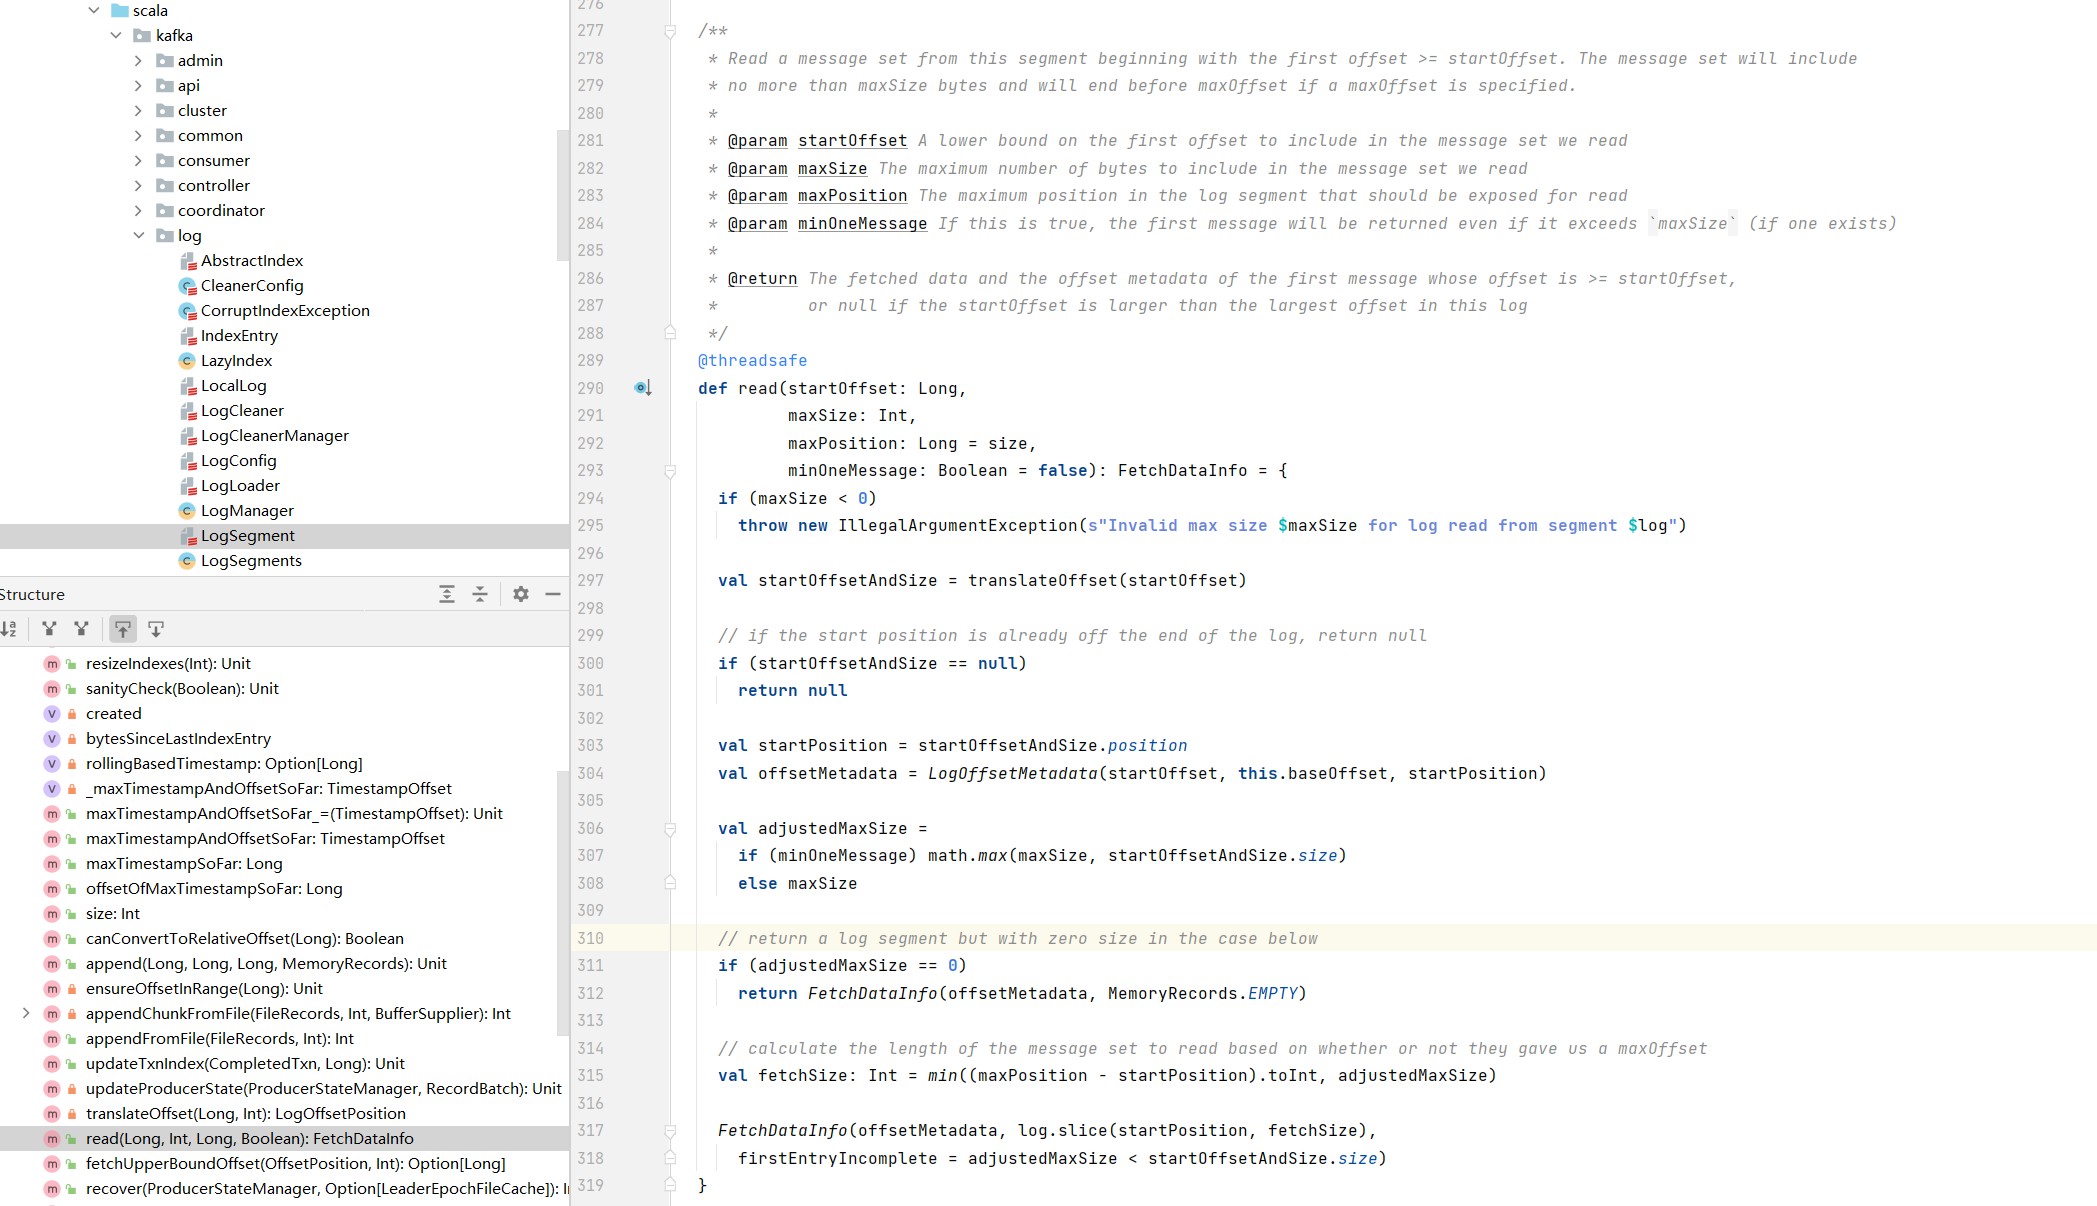 scala
kafka
admin
api
cluster
common
consumer
controller
coordinator
log
AbstractIndex
CleanerConfig
CorruptIndexException
IndexEntry
LazyIndex
LocalLog
LogCleaner
LogCleanerManager
LogConfig
LogLoader
LogManager
LogSegment
LogSegments
Structure
resizeIndexes(Int): Unit
sanityCheck(Boolean): Unit
created
bytesSinceLastIndexEntry
rollingBasedTimestamp: Option[Long]
_maxTimestampAndOffsetSoFar: TimestampOffset
maxTimestampAndOffsetSoFar_=(TimestampOffset): Unit
maxTimestampAndOffsetSoFar: TimestampOffset
maxTimestampSoFar: Long
offsetOfMaxTimestampSoFar: Long
size: Int
canConvertToRelativeOffset(Long): Boolean
append(Long, Long, Long, MemoryRecords): Unit
ensureOffsetInRange(Long): Unit
appendChunkFromFile(FileRecords, Int, BufferSupplier): Int
appendFromFile(FileRecords, Int): Int
updateTxnIndex(CompletedTxn, Long): Unit
updateProducerState(ProducerStateManager, RecordBatch): Unit
translateOffset(Long, Int): LogOffsetPosition
read(Long, Int, Long, Boolean): FetchDataInfo
fetchUpperBoundOffset(OffsetPosition, Int): Option[Long]
recover(ProducerStateManager, Option[LeaderEpochFileCache]): I
276
277 /**
278 * Read a message set from this segment beginning with the first offset >= startOffset. The message set will include
279 * no more than maxSize bytes and will end before maxOffset if a maxOffset is specified.
280 *
281 * @param startOffset A lower bound on the first offset to include in the message set we read
282 * @param maxSize The maximum number of bytes to include in the message set we read
283 * @param maxPosition The maximum position in the log segment that should be exposed for read
284 * @param minOneMessage If this is true, the first message will be returned even if it exceeds `maxSize` (if one exists)
285 *
286 * @return The fetched data and the offset metadata of the first message whose offset is >= startOffset,
287 * or null if the startOffset is larger than the largest offset in this log
288 */
289 @threadsafe
290 def read(startOffset: Long,
291 maxSize: Int,
292 maxPosition: Long = size,
293 minOneMessage: Boolean = false): FetchDataInfo = {
294 if (maxSize < 0)
295 throw new IllegalArgumentException(s"Invalid max size $maxSize for log read from segment $log")
296
297 val startOffsetAndSize = translateOffset(startOffset)
298
299 // if the start position is already off the end of the log, return null
300 if (startOffsetAndSize == null)
301 return null
302
303 val startPosition = startOffsetAndSize.position
304 val offsetMetadata = LogOffsetMetadata(startOffset, this.baseOffset, startPosition)
305
306 val adjustedMaxSize =
307 if (minOneMessage) math.max(maxSize, startOffsetAndSize.size)
308 else maxSize
309
310 // return a log segment but with zero size in the case below
311 if (adjustedMaxSize == 0)
312 return FetchDataInfo(offsetMetadata, MemoryRecords.EMPTY)
313
314 // calculate the length of the message set to read based on whether or not they gave us a maxOffset
315 val fetchSize: Int = min((maxPosition - startPosition).toInt, adjustedMaxSize)
316
317 FetchDataInfo(offsetMetadata, log.slice(startPosition, fetchSize),
318 firstEntryIncomplete = adjustedMaxSize < startOffsetAndSize.size)
319 }